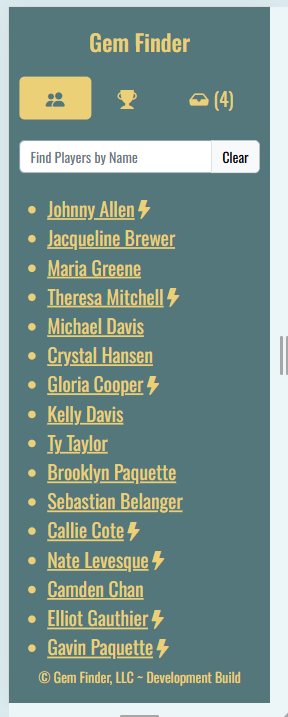 Gem Finder
(4)
Find Players by Name Clear
Johnny Allen
Jacqueline Brewer
Maria Greene
Theresa Mitchell
Michael Davis
Crystal Hansen
Gloria Cooper
Kelly Davis
Ty Taylor
Brooklyn Paquette
Sebastian Belanger
Callie Cote
Nate Levesque
Camden Chan
Elliot Gauthier
Gavin Paquette
© Gem Finder, LLC ~ Development Build